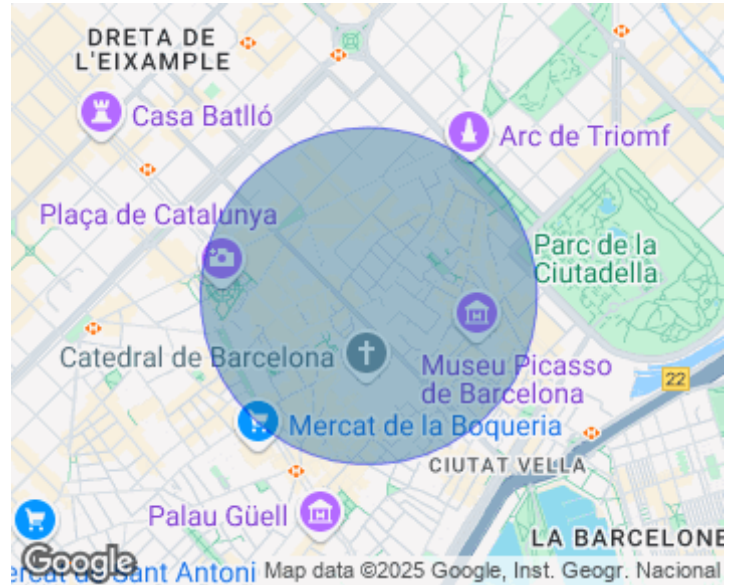 DRETA DE
L'EIXAMPLE
Casa Batlló
Arc de Triomf
Plaça de Catalunya
Parc de la
Ciutadella
Catedral de Barcelona
Museu Picasso
de Barcelona
22
Mercat de la Boqueria
CIUTAT VELLA
Palau Güell
LA BARCELONE
Google
Sant Antoni
Map data ©2025 Google, Inst. Geogr. Nacional